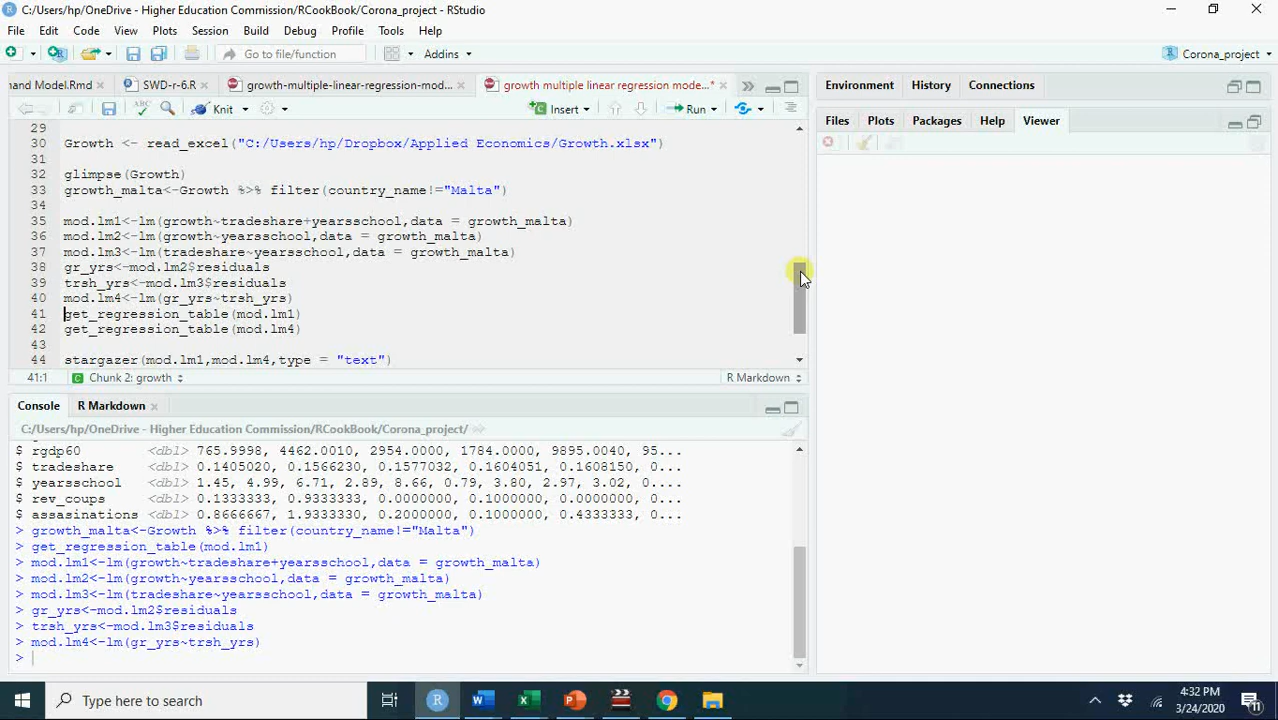 C:/Users/hp/OneDrive - Higher Education Commission/RCookBook/Corona_project - RStudio
File Edit Code View Plots Session Build Debug Profile Tools Help
Go to file/function Addins Corona_project
hand Model.Rmd SWD-r-6.R growth-multiple-linear-regression-mod... growth multiple linear regression mode...*
Environment History Connections
Knit Insert Run
Files Plots Packages Help Viewer
29
30 Growth <- read_excel("C:/Users/hp/Dropbox/Applied Economics/Growth.xlsx")
31
32 glimpse(Growth)
33 growth_malta<-Growth %>% filter(country_name!="Malta")
34
35 mod.lm1<-lm(growth~tradeshare+yearsschool,data = growth_malta)
36 mod.lm2<-lm(growth~yearsschool,data = growth_malta)
37 mod.lm3<-lm(tradeshare~yearsschool,data = growth_malta)
38 gr_yrs<-mod.lm2$residuals
39 trsh_yrs<-mod.lm3$residuals
40 mod.lm4<-lm(gr_yrs~trsh_yrs)
41 get_regression_table(mod.lm1)
42 get_regression_table(mod.lm4)
43
44 stargazer(mod.lm1,mod.lm4,type = "text")
41:1 Chunk 2: growth R Markdown
Console R Markdown
C:/Users/hp/OneDrive - Higher Education Commission/RCookBook/Corona_project/
$ rgdp60 <dbl> 765.9998, 4462.0010, 2954.0000, 1784.0000, 9895.0040, 95...
$ tradeshare <dbl> 0.1405020, 0.1566230, 0.1577032, 0.1604051, 0.1608150, 0...
$ yearsschool <dbl> 1.45, 4.99, 6.71, 2.89, 8.66, 0.79, 3.80, 2.97, 3.02, 0....
$ rev_coups <dbl> 0.1333333, 0.9333333, 0.0000000, 0.1000000, 0.0000000, 0...
$ assasinations <dbl> 0.8666667, 1.9333330, 0.2000000, 0.1000000, 0.4333333, 0...
> growth_malta<-Growth %>% filter(country_name!="Malta")
> get_regression_table(mod.lm1)
> mod.lm1<-lm(growth~tradeshare+yearsschool,data = growth_malta)
> mod.lm2<-lm(growth~yearsschool,data = growth_malta)
> mod.lm3<-lm(tradeshare~yearsschool,data = growth_malta)
> gr_yrs<-mod.lm2$residuals
> trsh_yrs<-mod.lm3$residuals
> mod.lm4<-lm(gr_yrs~trsh_yrs)
>
Type here to search
4:32 PM
3/24/2020
11